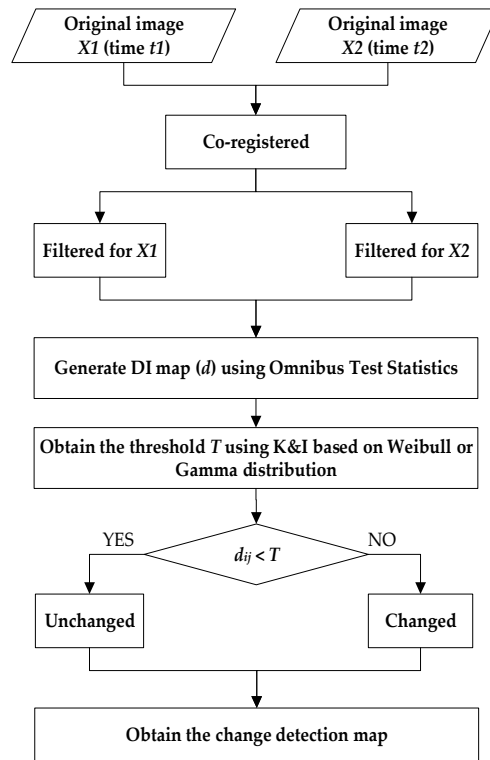 Original image
X1 (time t1)
Original image
X2 (time t2)
Co-registered
Filtered for X1
Filtered for X2
Generate DI map (d) using Omnibus Test Statistics
Obtain the threshold T using K&I based on Weibull or
Gamma distribution
YES
dij < T
NO
Unchanged
Changed
Obtain the change detection map